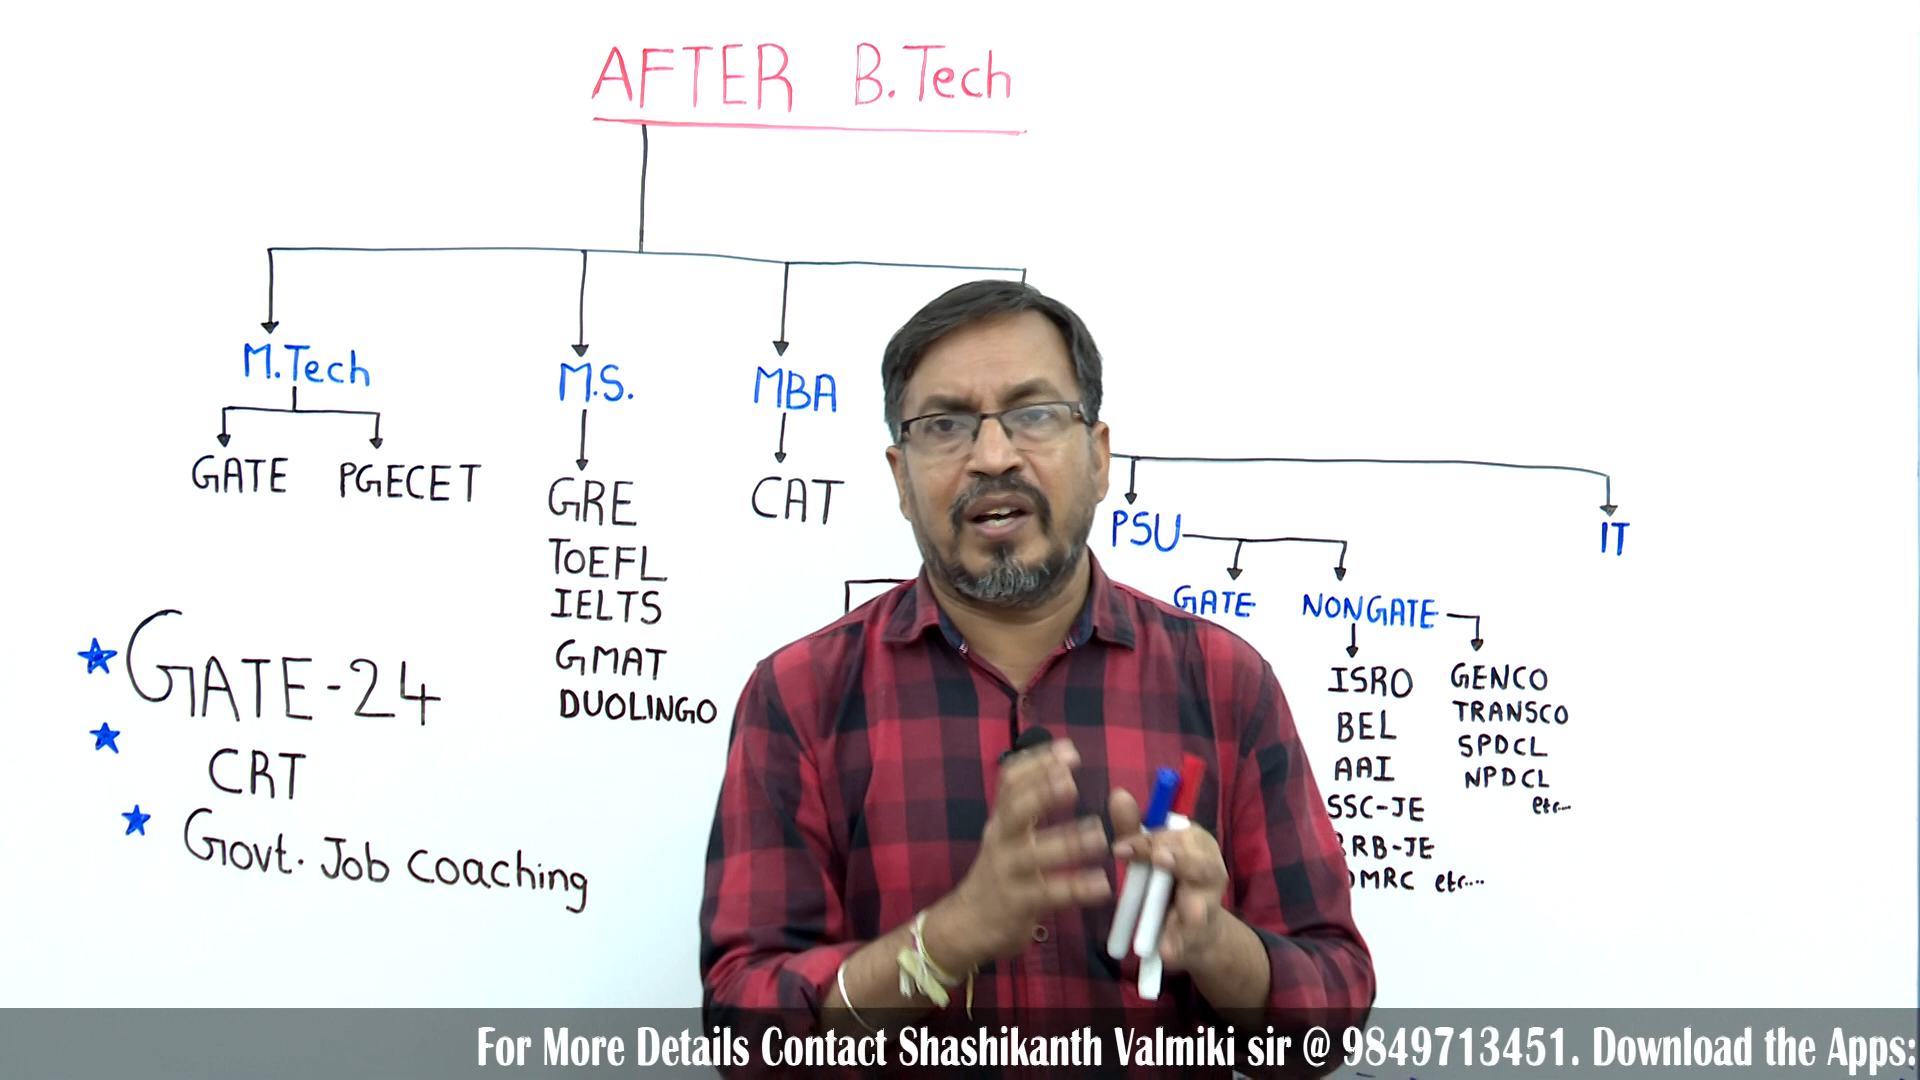 AFTER B.Tech
M.Tech
M.S.
MBA
GATE PGECET
GRE
TOEFL
IELTS
GMAT
DUOLINGO
CAT
PSU
IT
GATE
NONGATE
ISRO
BEL
AAI
SSC-JE
RRB-JE
DMRC etc....
GENCO
TRANSCO
SPDCL
NPDCL
etc...
GATE-24
CRT
Govt. Job coaching
For More Details Contact Shashikanth Valmiki sir @ 9849713451. Download the Apps: